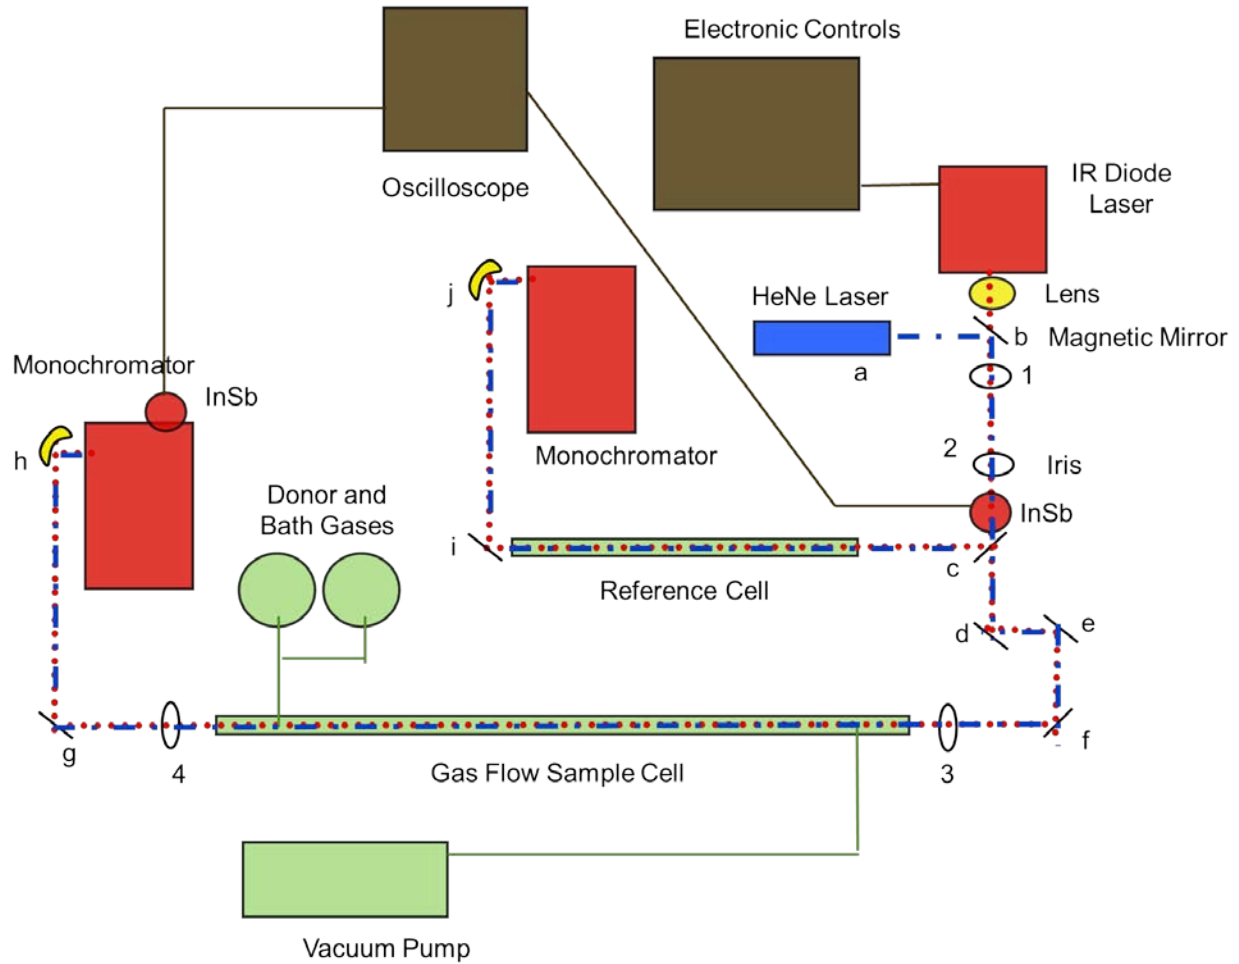 Electronic Controls
IR Diode
Laser
Oscilloscope
j
HeNe Laser
Lens
b
Magnetic Mirror
a
1
Monochromator
InSb
h
Monochromator
2
Iris
Donor and
Bath Gases
InSb
i
c
Reference Cell
d
e
g
4
Gas Flow Sample Cell
3
f
Vacuum Pump